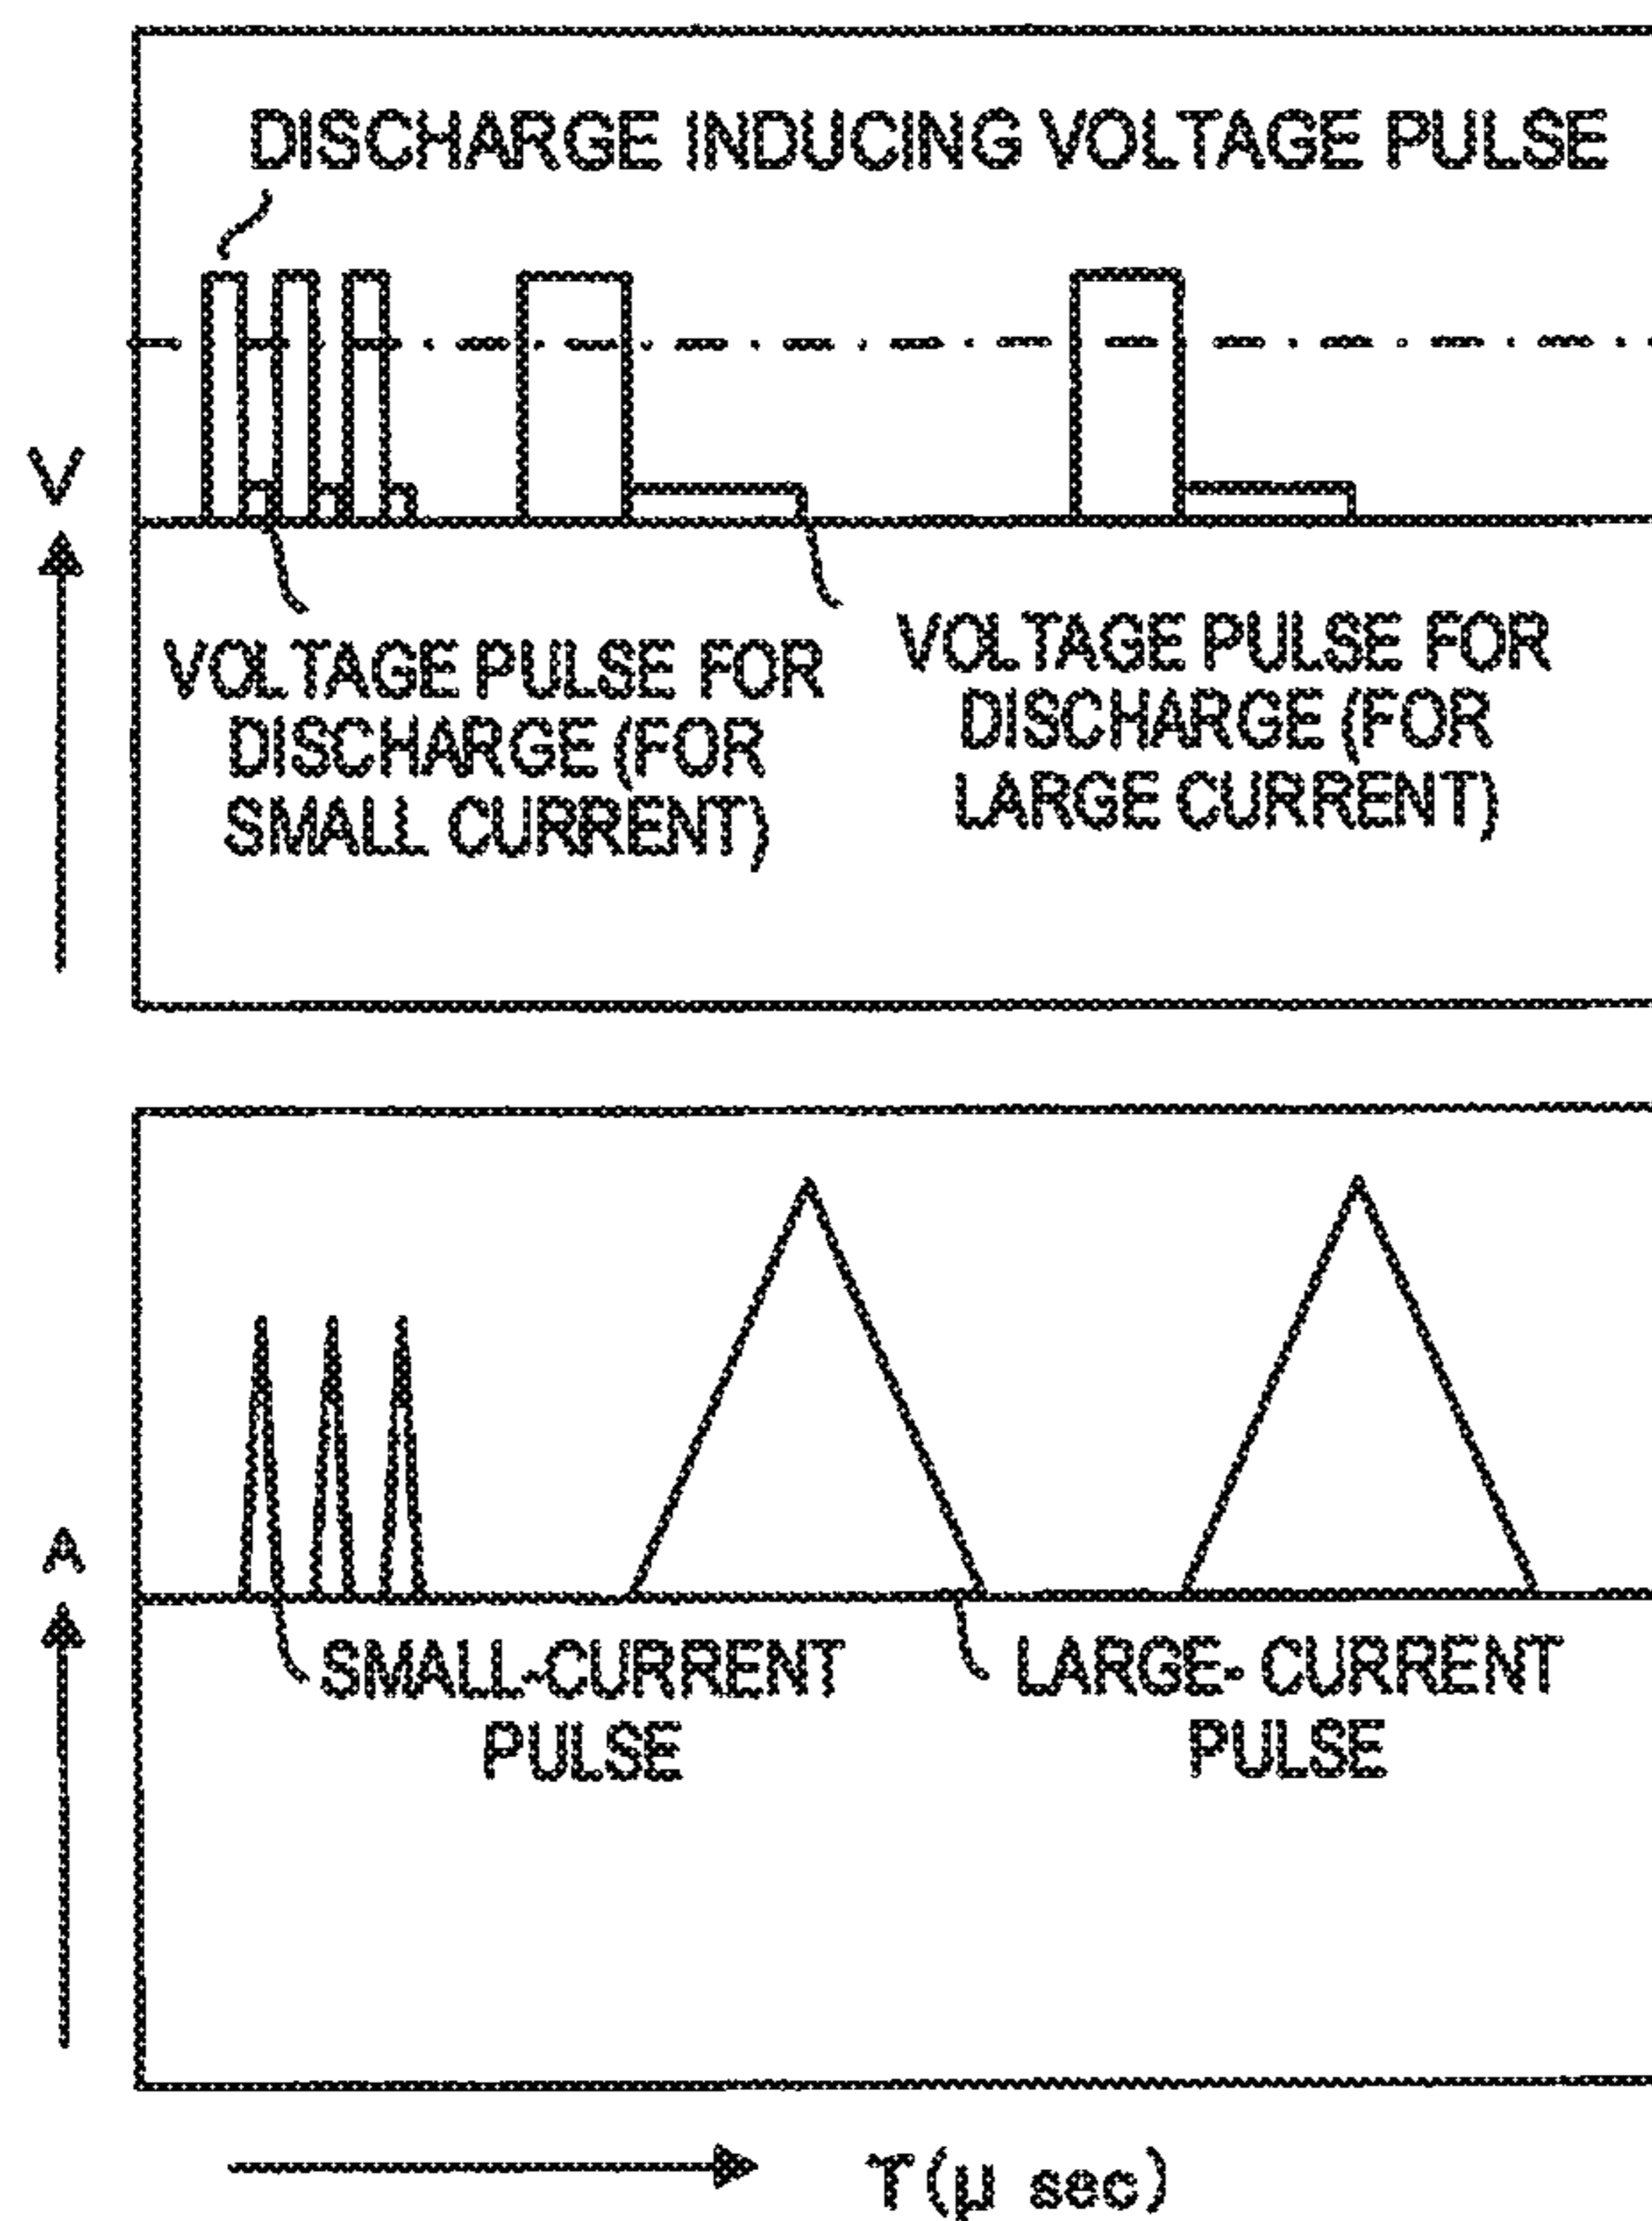 DISCHARGE INDUCING VOLTAGE PULSE
V
VOLTAGE PULSE FOR
DISCHARGE (FOR
SMALL CURRENT)
VOLTAGE PULSE FOR
DISCHARGE (FOR
LARGE CURRENT)
A
SMALL-CURRENT
PULSE
LARGE- CURRENT
PULSE
T(μ sec)